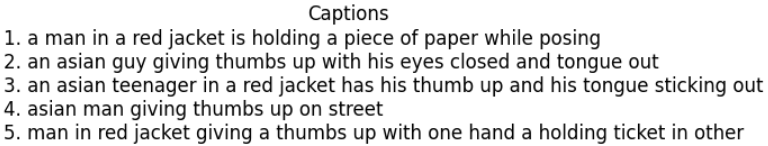 Captions
1. a man in a red jacket is holding a piece of paper while posing
2. an asian guy giving thumbs up with his eyes closed and tongue out
3. an asian teenager in a red jacket has his thumb up and his tongue sticking out
4. asian man giving thumbs up on street
5. man in red jacket giving a thumbs up with one hand a holding ticket in other